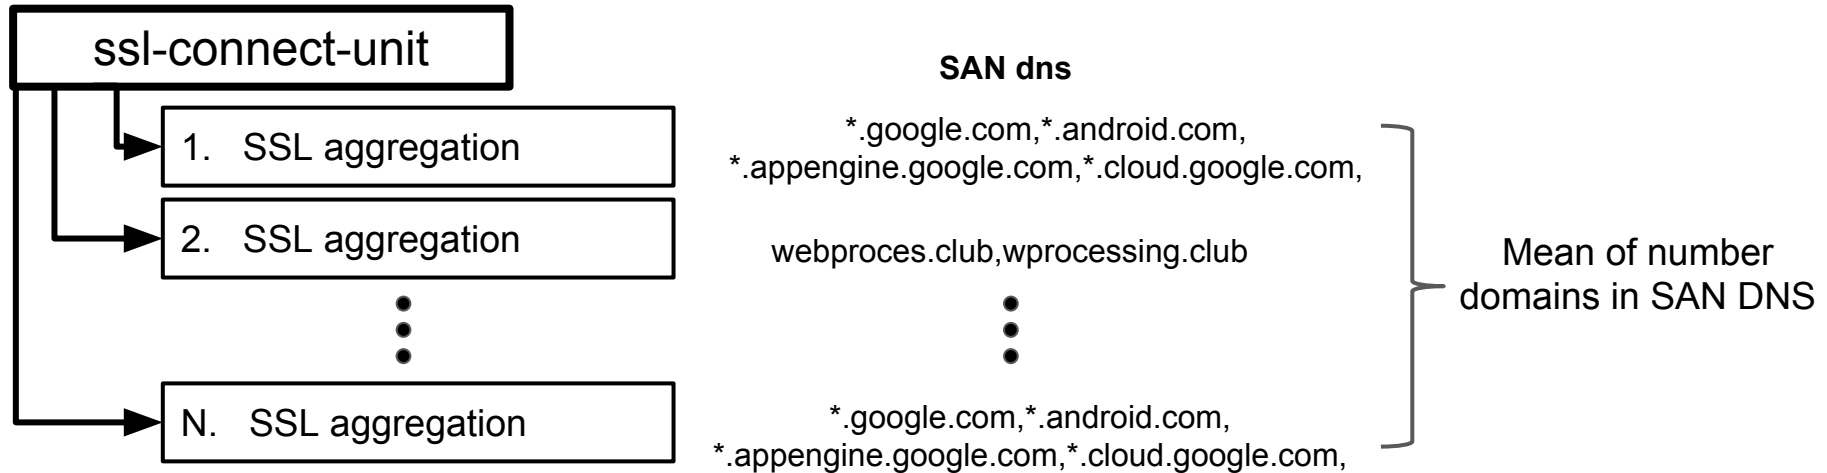 ssl-connect-unit
SAN dns
1. SSL aggregation
*.google.com,*.android.com,
*.appengine.google.com,*.cloud.google.com,
2. SSL aggregation
webproces.club,wprocessing.club
Mean of number
domains in SAN DNS
N. SSL aggregation
*.google.com,*.android.com,
*.appengine.google.com,*.cloud.google.com,